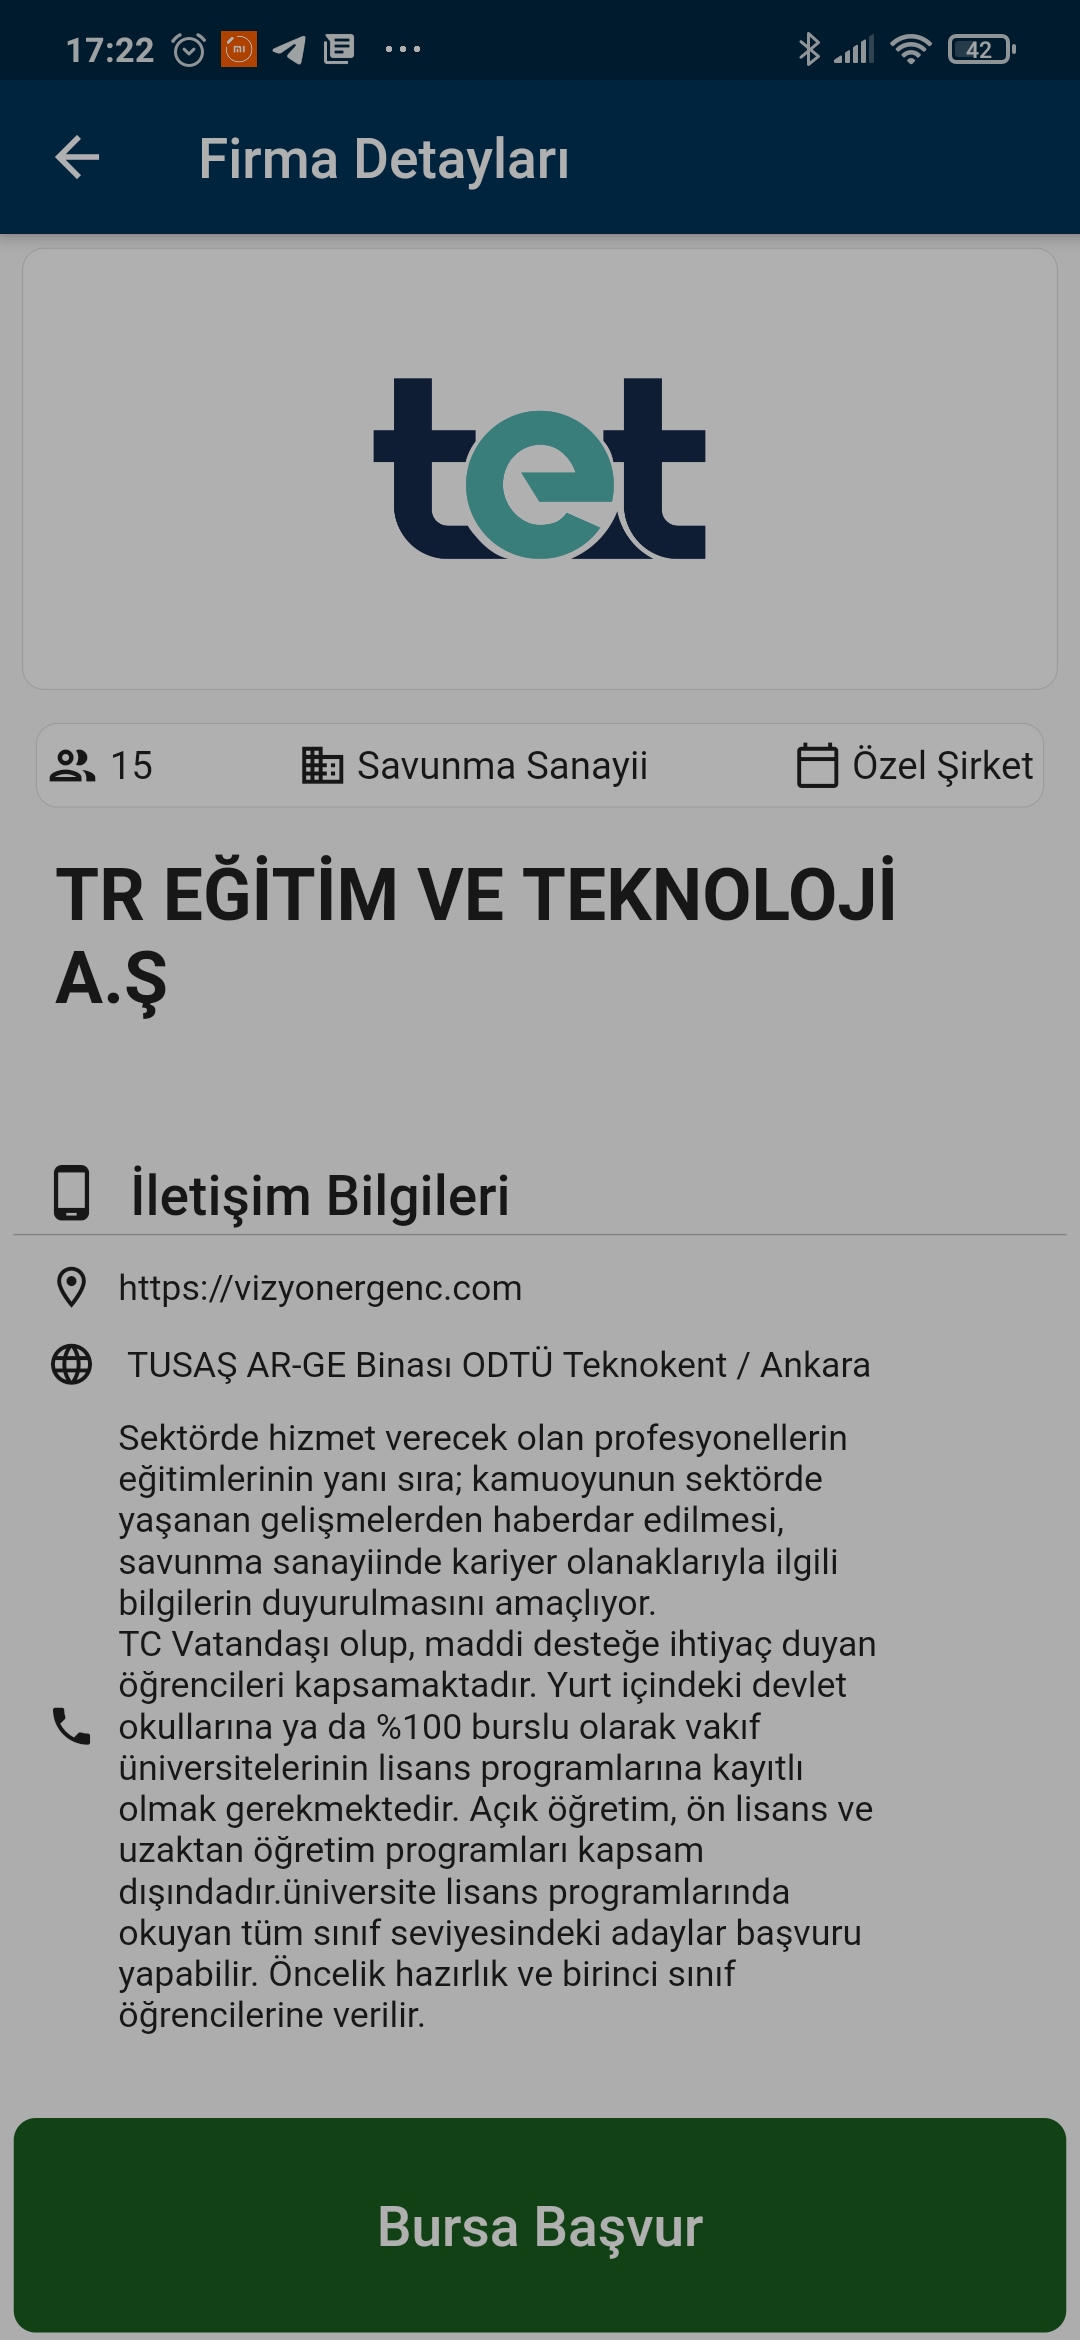 17:22
42
Firma Detayları
tet
15
Savunma Sanayii
Özel Şirket
TR EĞİTİM VE TEKNOLOJİ
A.Ş
İletişim Bilgileri
https://vizyonergenc.com
TUSAŞ AR-GE Binası ODTÜ Teknokent / Ankara
Sektörde hizmet verecek olan profesyonellerin
eğitimlerinin yanı sıra; kamuoyunun sektörde
yaşanan gelişmelerden haberdar edilmesi,
savunma sanayiinde kariyer olanaklarıyla ilgili
bilgilerin duyurulmasını amaçlıyor.
TC Vatandaşı olup, maddi desteğe ihtiyaç duyan
öğrencileri kapsamaktadır. Yurt içindeki devlet
okullarına ya da %100 burslu olarak vakıf
üniversitelerinin lisans programlarına kayıtlı
olmak gerekmektedir. Açık öğretim, ön lisans ve
uzaktan öğretim programları kapsam
dışındadır.üniversite lisans programlarında
okuyan tüm sınıf seviyesindeki adaylar başvuru
yapabilir. Öncelik hazırlık ve birinci sınıf
öğrencilerine verilir.
Bursa Başvur